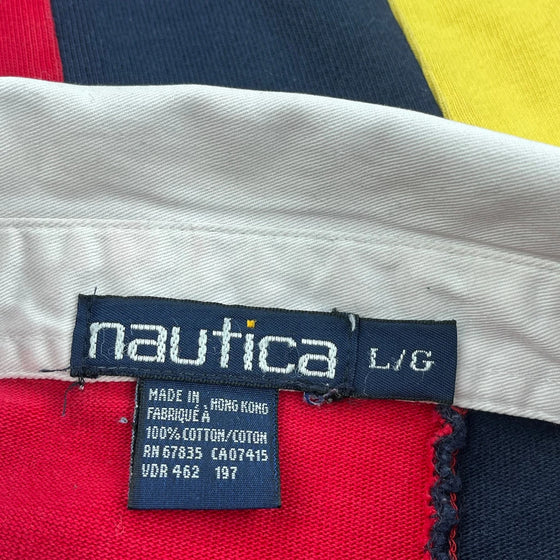 nautica
L/G
MADE IN HONG KONG
FABRIQUÉ À
100% COTTON/COTON
RN 67835 CA07415
VDR 462 197